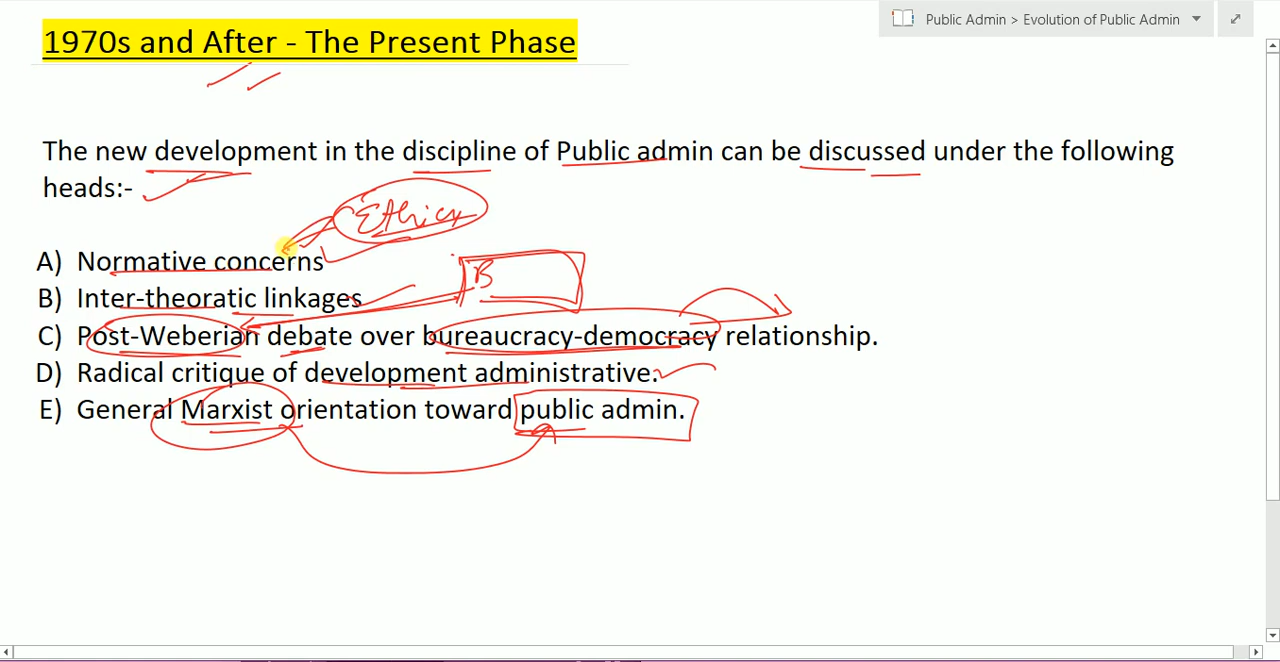 Public Admin > Evolution of Public Admin
1970s and After - The Present Phase
The new development in the discipline of Public admin can be discussed under the following
heads:-
Ethics
A) Normative concerns
B
B) Inter-theoratic linkages
C) Post-Weberian debate over bureaucracy-democracy relationship.
D) Radical critique of development administrative.
E) General Marxist orientation toward public admin.